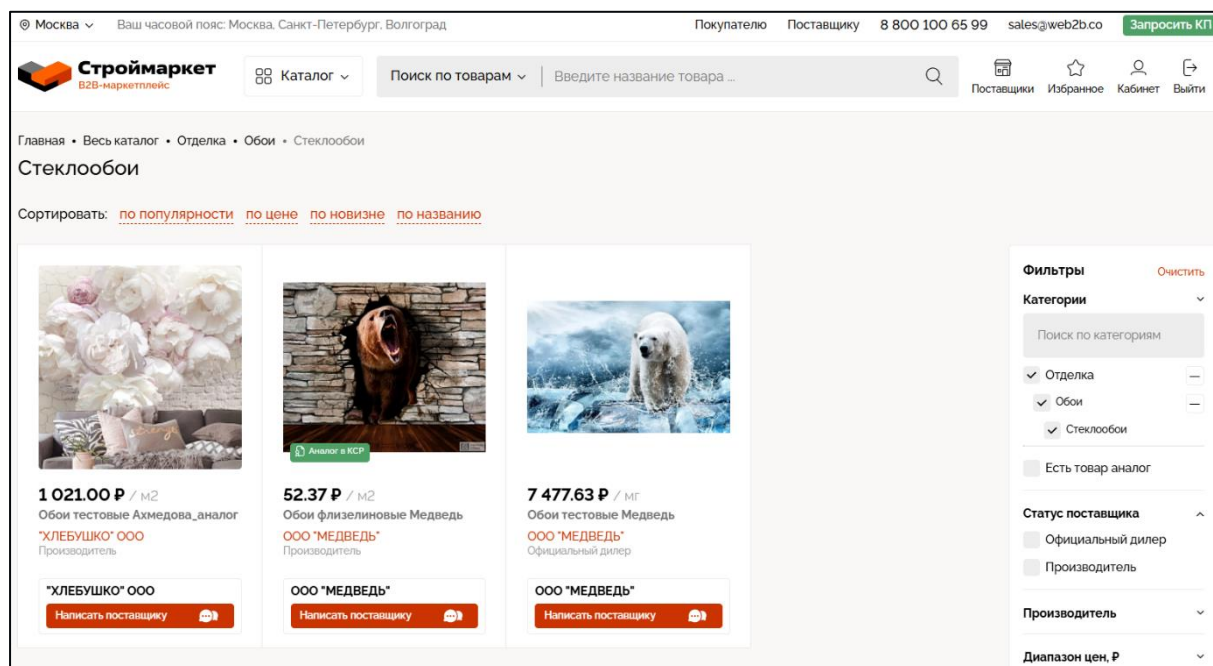 Москва Ваш часовой пояс: Москва, Санкт-Петербург, Волгоград Покупателю Поставщику 8 800 100 65 99 sales@web2b.co Запросить КП
Строймаркет
B2B-маркетплейс
Каталог Поиск по товарам Введите название товара ...
Поставщики Избранное Кабинет Выйти
Главная • Весь каталог • Отделка • Обои • Стеклообои
Стеклообои
Сортировать: по популярности по цене по новизне по названию
1 021.00 ₽ / м2
Обои тестовые Ахмедова_аналог
"ХЛЕБУШКО" ООО
Производитель
"ХЛЕБУШКО" ООО
Написать поставщику
Аналог в КСР
52.37 ₽ / м2
Обои флизелиновые Медведь
ООО "МЕДВЕДЬ"
Производитель
ООО "МЕДВЕДЬ"
Написать поставщику
7 477.63 ₽ / мг
Обои тестовые Медведь
ООО "МЕДВЕДЬ"
Официальный дилер
ООО "МЕДВЕДЬ"
Написать поставщику
Фильтры Очистить
Категории
Поиск по категориям
Отделка
Обои
Стеклообои
Есть товар аналог
Статус поставщика
Официальный дилер
Производитель
Производитель
Диапазон цен, ₽